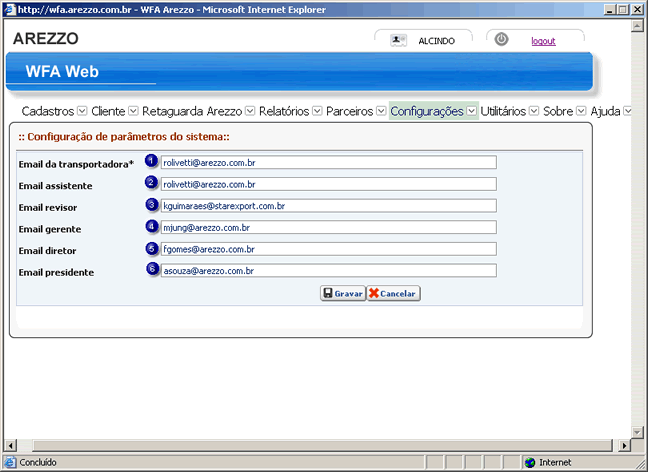 http://wfa.arezzo.com.br - WFA Arezzo - Microsoft Internet Explorer
AREZZO
ALCINDO
logout
WFA Web
Cadastros Cliente Retaguarda Arezzo Relatórios Parceiros Configurações Utilitários Sobre Ajuda
:: Configuração de parâmetros do sistema::
Email da transportadora* 1 rolivetti@arezzo.com.br
Email assistente 2 rolivetti@arezzo.com.br
Email revisor 3 kguimaraes@starexport.com.br
Email gerente 4 mjung@arezzo.com.br
Email diretor 5 fgomes@arezzo.com.br
Email presidente 6 asouza@arezzo.com.br
Gravar Cancelar
Concluído Internet